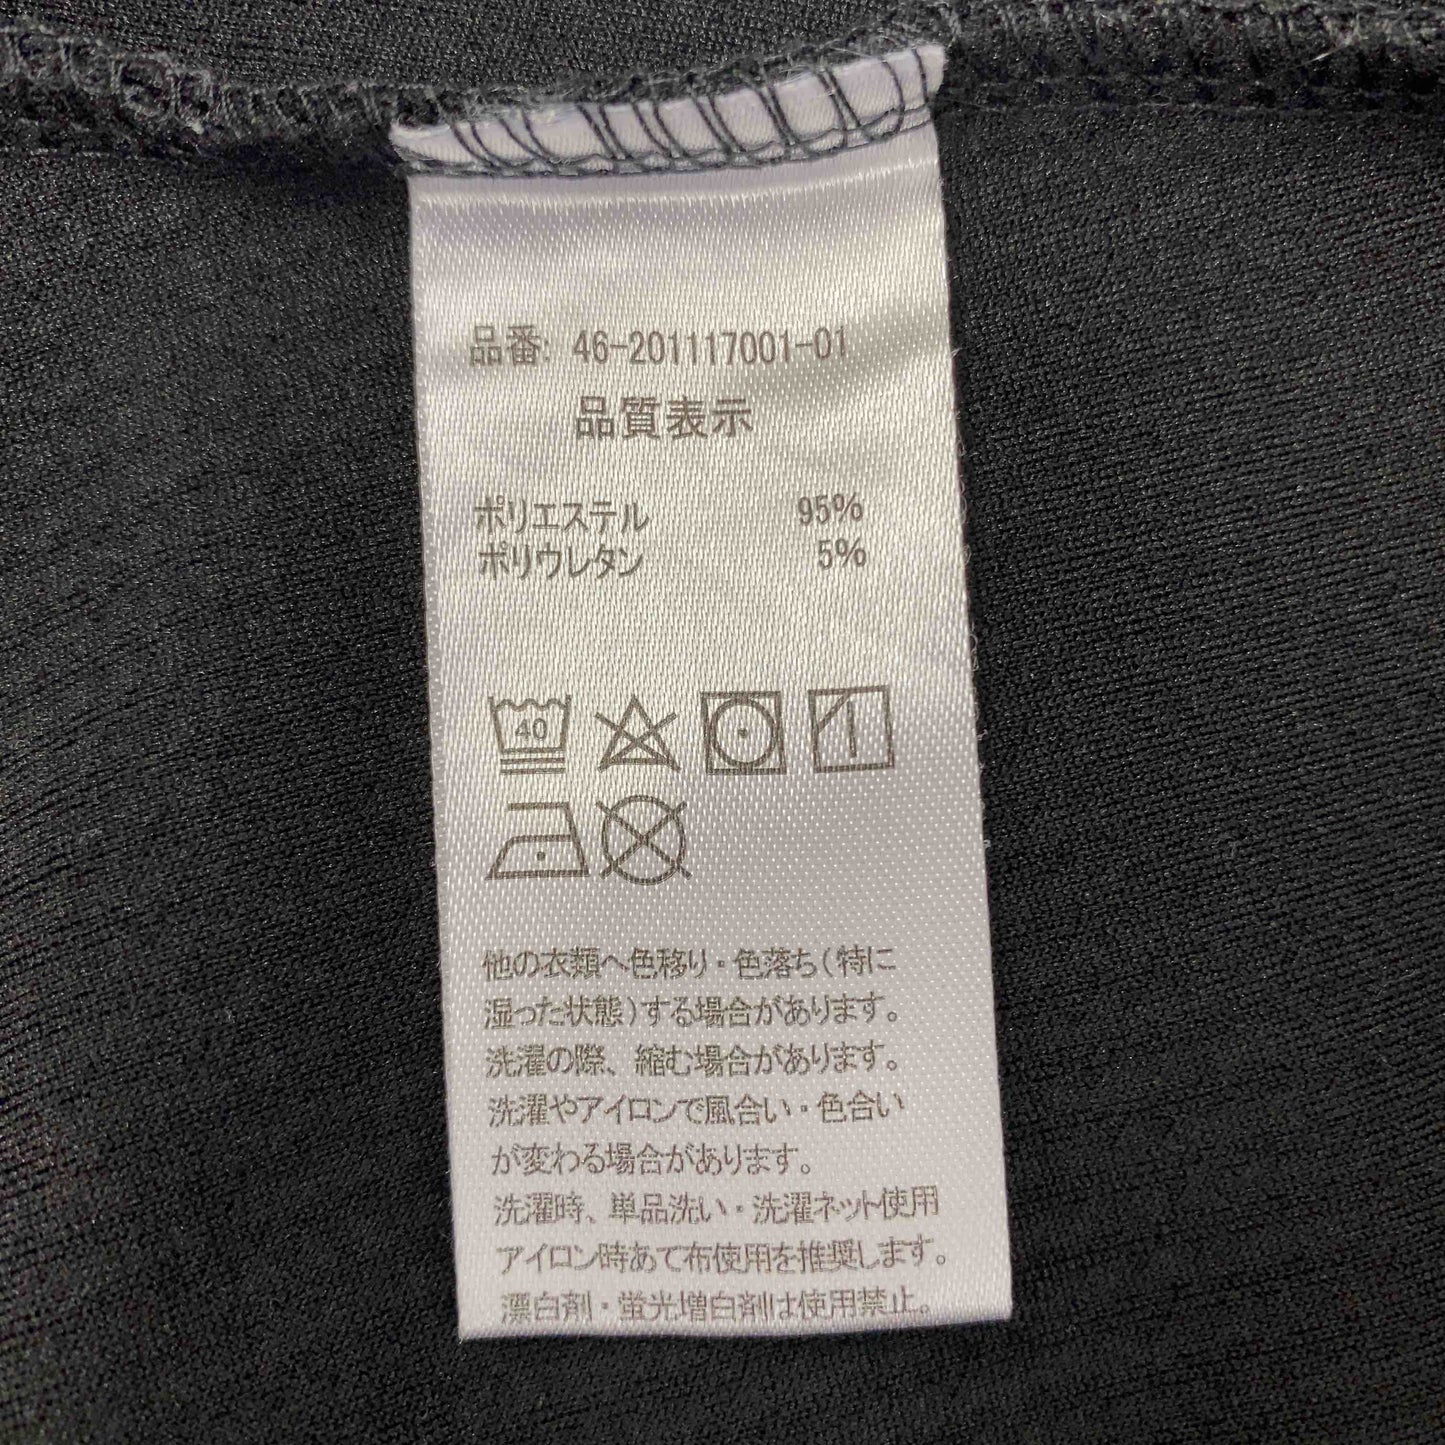 品番: 46-201117001-01
品質表示
ポリエステル 95%
ポリウレタン 5%
40
他の衣類へ色移り・色落ち(特に
湿った状態)する場合があります。
洗濯の際、縮む場合があります。
洗濯やアイロンで風合い・色合い
が変わる場合があります。
洗濯時、単品洗い・洗濯ネット使用
アイロン時あて布使用を推奨します。
漂白剤・蛍光増白剤は使用禁止。